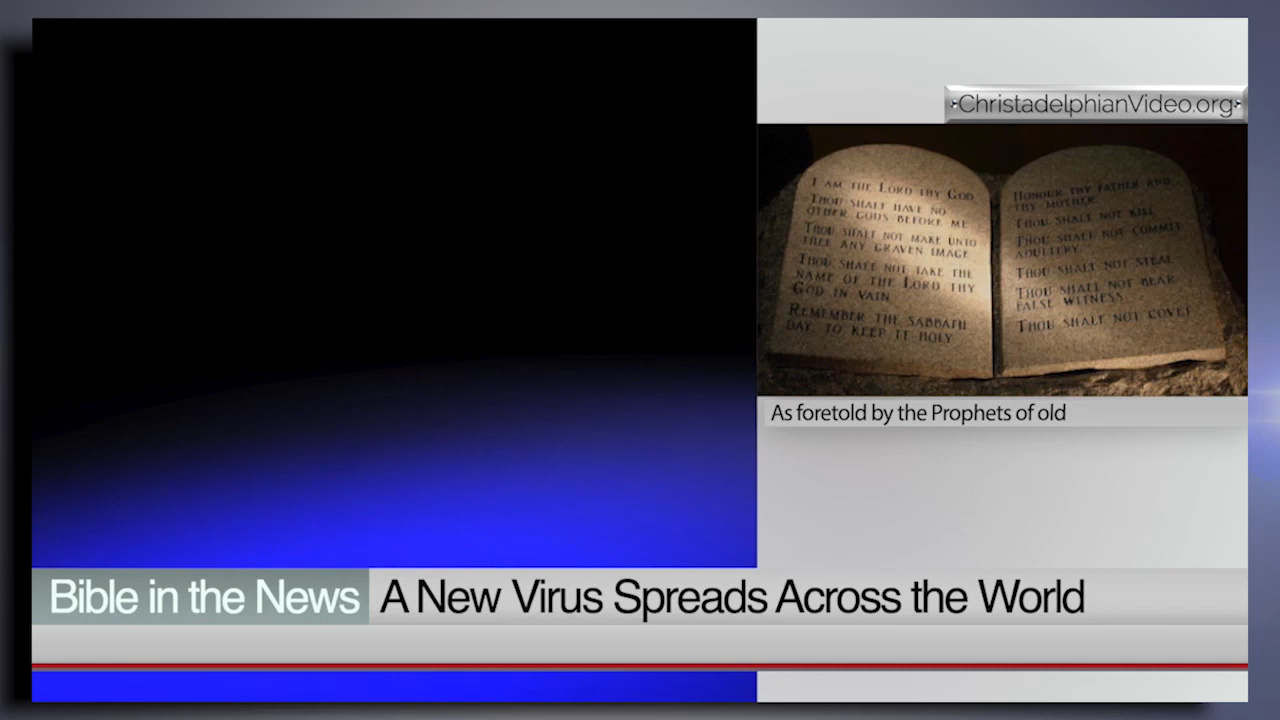 ChristadelphianVideo.org
I AM THE LORD THY GOD
THOU SHALT HAVE NO
OTHER GODS BEFORE ME
THOU SHALT NOT MAKE UNTO
THEE ANY GRAVEN IMAGE
THOU SHALT NOT TAKE THE
NAME OF THE LORD THY
GOD IN VAIN
REMEMBER THE SABBATH
DAY, TO KEEP IT HOLY
HONOUR THY FATHER AND
THY MOTHER
THOU SHALT NOT KILL
THOU SHALT NOT COMMIT
ADULTERY
THOU SHALT NOT STEAL
THOU SHALT NOT BEAR
FALSE WITNESS
THOU SHALT NOT COVET
As foretold by the Prophets of old
Bible in the News A New Virus Spreads Across the World